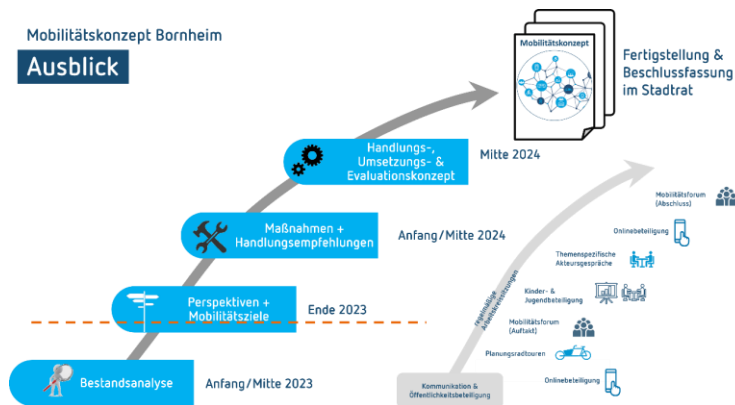 Mobilitätskonzept Bornheim
Ausblick
Mobilitätskonzept
Fertigstellung &
Beschlussfassung
im Stadtrat
Handlungs-,
Umsetzungs- &
Evaluationskonzept
Mitte 2024
Maßnahmen +
Handlungsempfehlungen
Anfang/Mitte 2024
Perspektiven +
Mobilitätsziele
Ende 2023
Bestandsanalyse
Anfang/Mitte 2023
Mobilitätsforum
(Abschluss)
Onlinebeteiligung
Themenspezifische
Akteursgespräche
Kinder- &
Jugendbeteiligung
Mobilitätsforum
(Auftakt)
Planungsradtouren
Onlinebeteiligung
regelmäßige
Arbeitskreissitzungen
Kommunikation &
Öffentlichkeitsbeteiligung